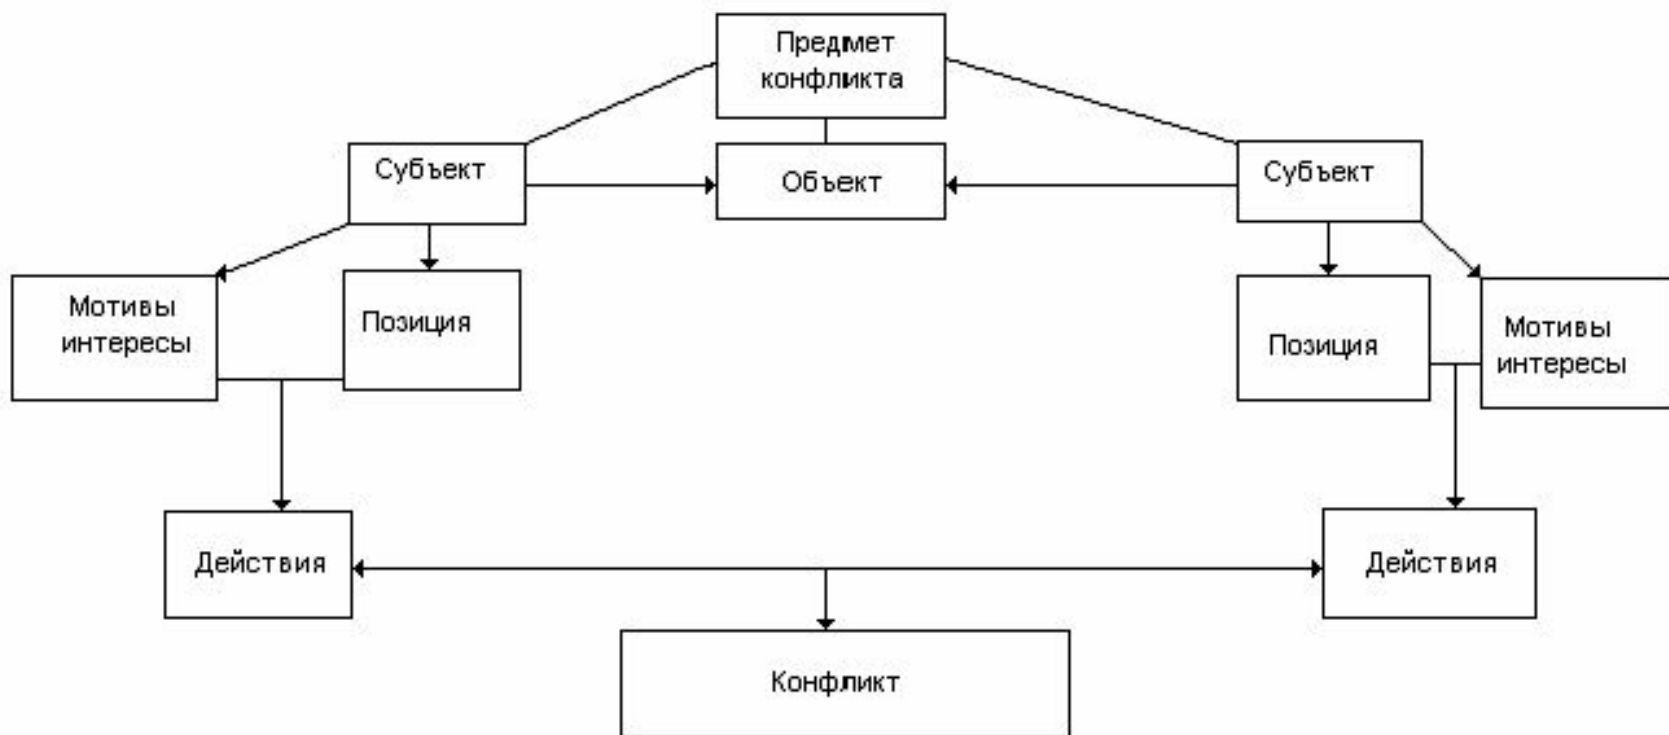 Предмет
конфликта
Субъект
Объект
Субъект
Мотивы
интересы
Позиция
Позиция
Мотивы
интересы
Действия
Действия
Конфликт